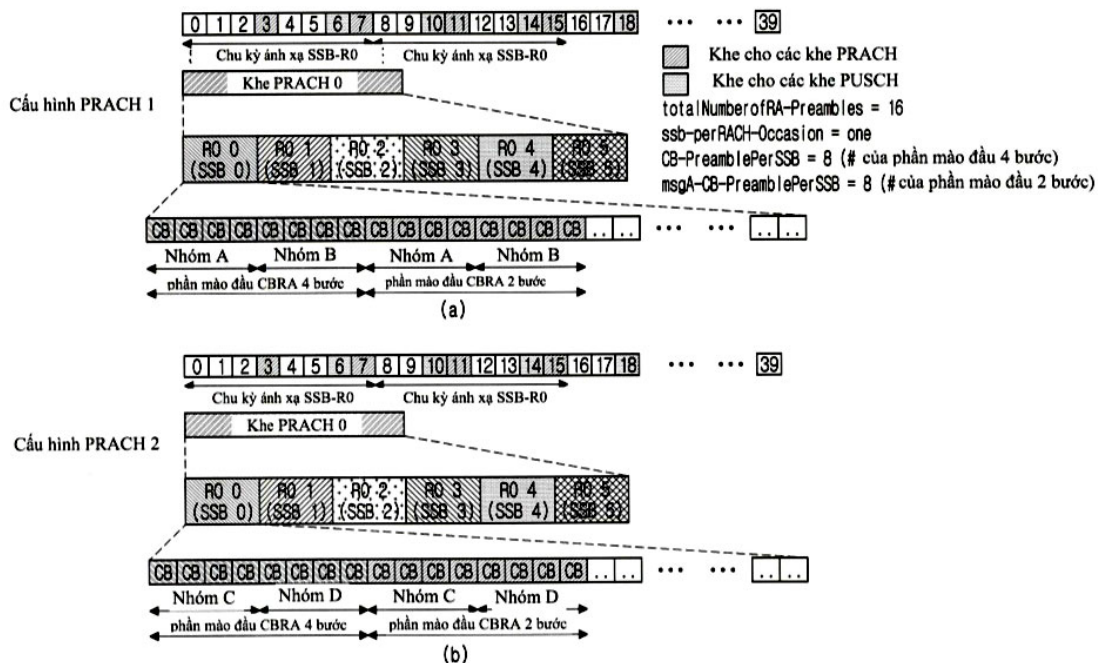 0 1 2 3 4 5 6 7 8 9 10 11 12 13 14 15 16 17 18 ... ... 39
Chu kỳ ánh xạ SSB-R0 Chu kỳ ánh xạ SSB-R0
Khe cho các khe PRACH
Khe cho các khe PUSCH
totalNumberofRA-Preambles = 16
ssb-perRACH-Occasion = one
CB-PreamblePerSSB = 8 (# của phần mào đầu 4 bước)
msgA-CB-PreamblePerSSB = 8 (# của phần mào đầu 2 bước)
Khe PRACH 0
Cấu hình PRACH 1
RO 0 RO 1 RO 2 RO 3 RO 4 RO 5
(SSB 0) (SSB 1) (SSB 2) (SSB 3) (SSB 4) (SSB 5)
CB CB CB CB CB CB CB CB CB CB CB CB CB CB CB CB .. .. ... ... .. ..
Nhóm A Nhóm B Nhóm A Nhóm B
phần mào đầu CBRA 4 bước phần mào đầu CBRA 2 bước
(a)
0 1 2 3 4 5 6 7 8 9 10 11 12 13 14 15 16 17 18 ... ... 39
Chu kỳ ánh xạ SSB-R0 Chu kỳ ánh xạ SSB-R0
Khe PRACH 0
Cấu hình PRACH 2
RO 0 RO 1 RO 2 RO 3 RO 4 RO 5
(SSB 0) (SSB 1) (SSB 2) (SSB 3) (SSB 4) (SSB 5)
CB CB CB CB CB CB CB CB CB CB CB CB CB CB CB CB .. .. ... ... .. ..
Nhóm C Nhóm D Nhóm C Nhóm D
phần mào đầu CBRA 4 bước phần mào đầu CBRA 2 bước
(b)